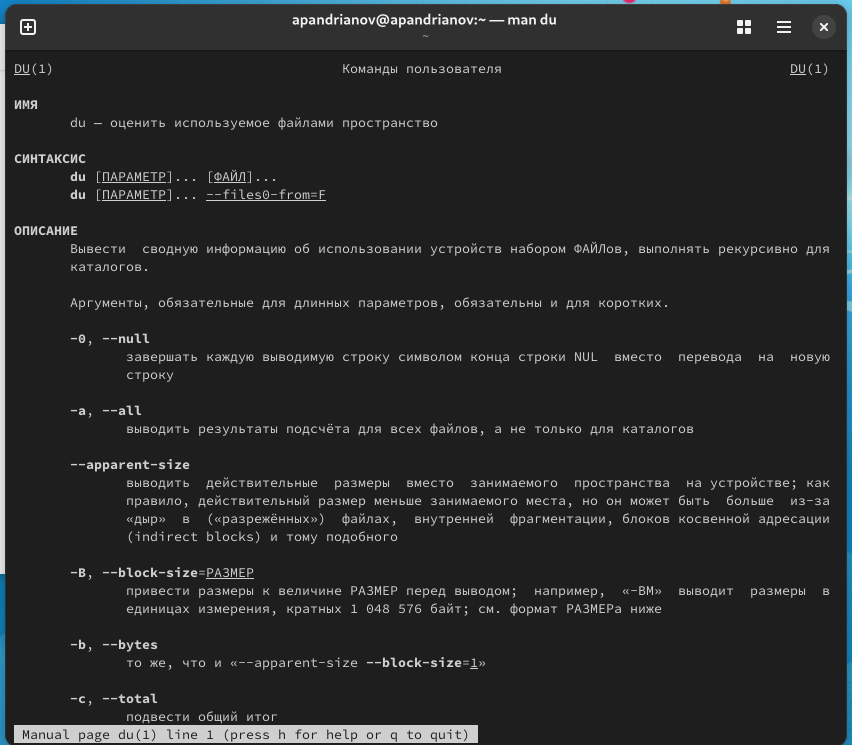 apandrianov@apandrianov:~ — man du
~
DU(1) Команды пользователя DU(1)
ИМЯ
du – оценить используемое файлами пространство
СИНТАКСИС
du [ПАРАМЕТР]... [ФАЙЛ]...
du [ПАРАМЕТР]... --files0-from=F
ОПИСАНИЕ
Вывести сводную информацию об использовании устройств набором ФАЙЛов, выполнять рекурсивно для
каталогов.
Аргументы, обязательные для длинных параметров, обязательны и для коротких.
-0, --null
завершать каждую выводимую строку символом конца строки NUL вместо перевода на новую
строку
-a, --all
выводить результаты подсчёта для всех файлов, а не только для каталогов
--apparent-size
выводить действительные размеры вместо занимаемого пространства на устройстве; как
правило, действительный размер меньше занимаемого места, но он может быть больше из-за
«дыр» в («разрежённых») файлах, внутренней фрагментации, блоков косвенной адресации
(indirect blocks) и тому подобного
-B, --block-size=РАЗМЕР
привести размеры к величине РАЗМЕР перед выводом; например, «-BM» выводит размеры в
единицах измерения, кратных 1 048 576 байт; см. формат РАЗМЕРа ниже
-b, --bytes
то же, что и «--apparent-size --block-size=1»
-c, --total
подвести общий итог
Manual page du(1) line 1 (press h for help or q to quit)